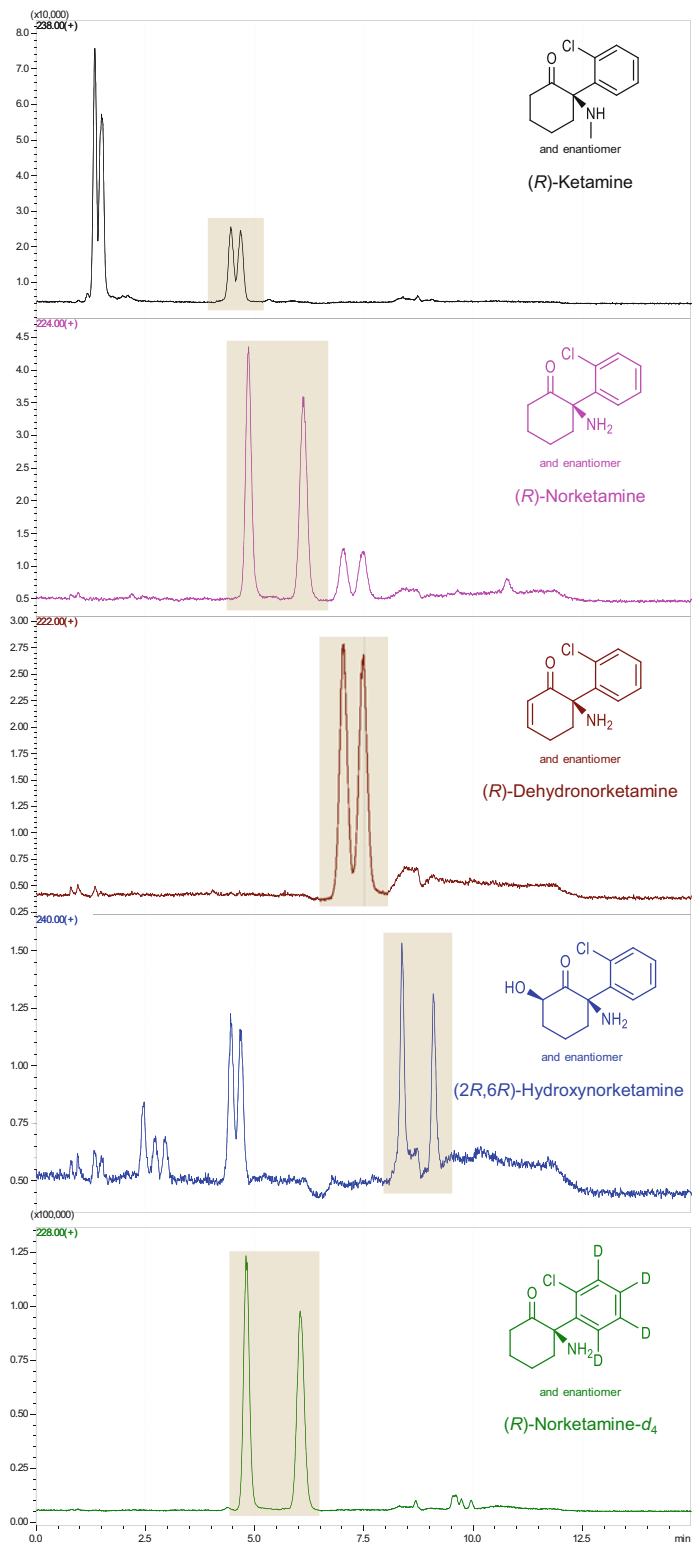 (x10,000)
238.00(+)
8.0
7.0
6.0
5.0
4.0
3.0
2.0
1.0
Cl
O
NH
and enantiomer
(R)-Ketamine
224.00(+)
4.5
4.0
3.5
3.0
2.5
2.0
1.5
1.0
0.5
Cl
O
NH2
and enantiomer
(R)-Norketamine
3.00
222.00(+)
2.75
2.50
2.25
2.00
1.75
1.50
1.25
1.00
0.75
0.50
0.25
Cl
O
NH2
and enantiomer
(R)-Dehydronorketamine
240.00(+)
1.50
1.25
1.00
0.75
0.50
Cl
O
HO
NH2
and enantiomer
(2R,6R)-Hydroxynorketamine
(x100,000)
228.00(+)
1.25
1.00
0.75
0.50
0.25
0.00
D
Cl
D
O
D
NH2
D
and enantiomer
(R)-Norketamine-d4
0.0 2.5 5.0 7.5 10.0 12.5 min